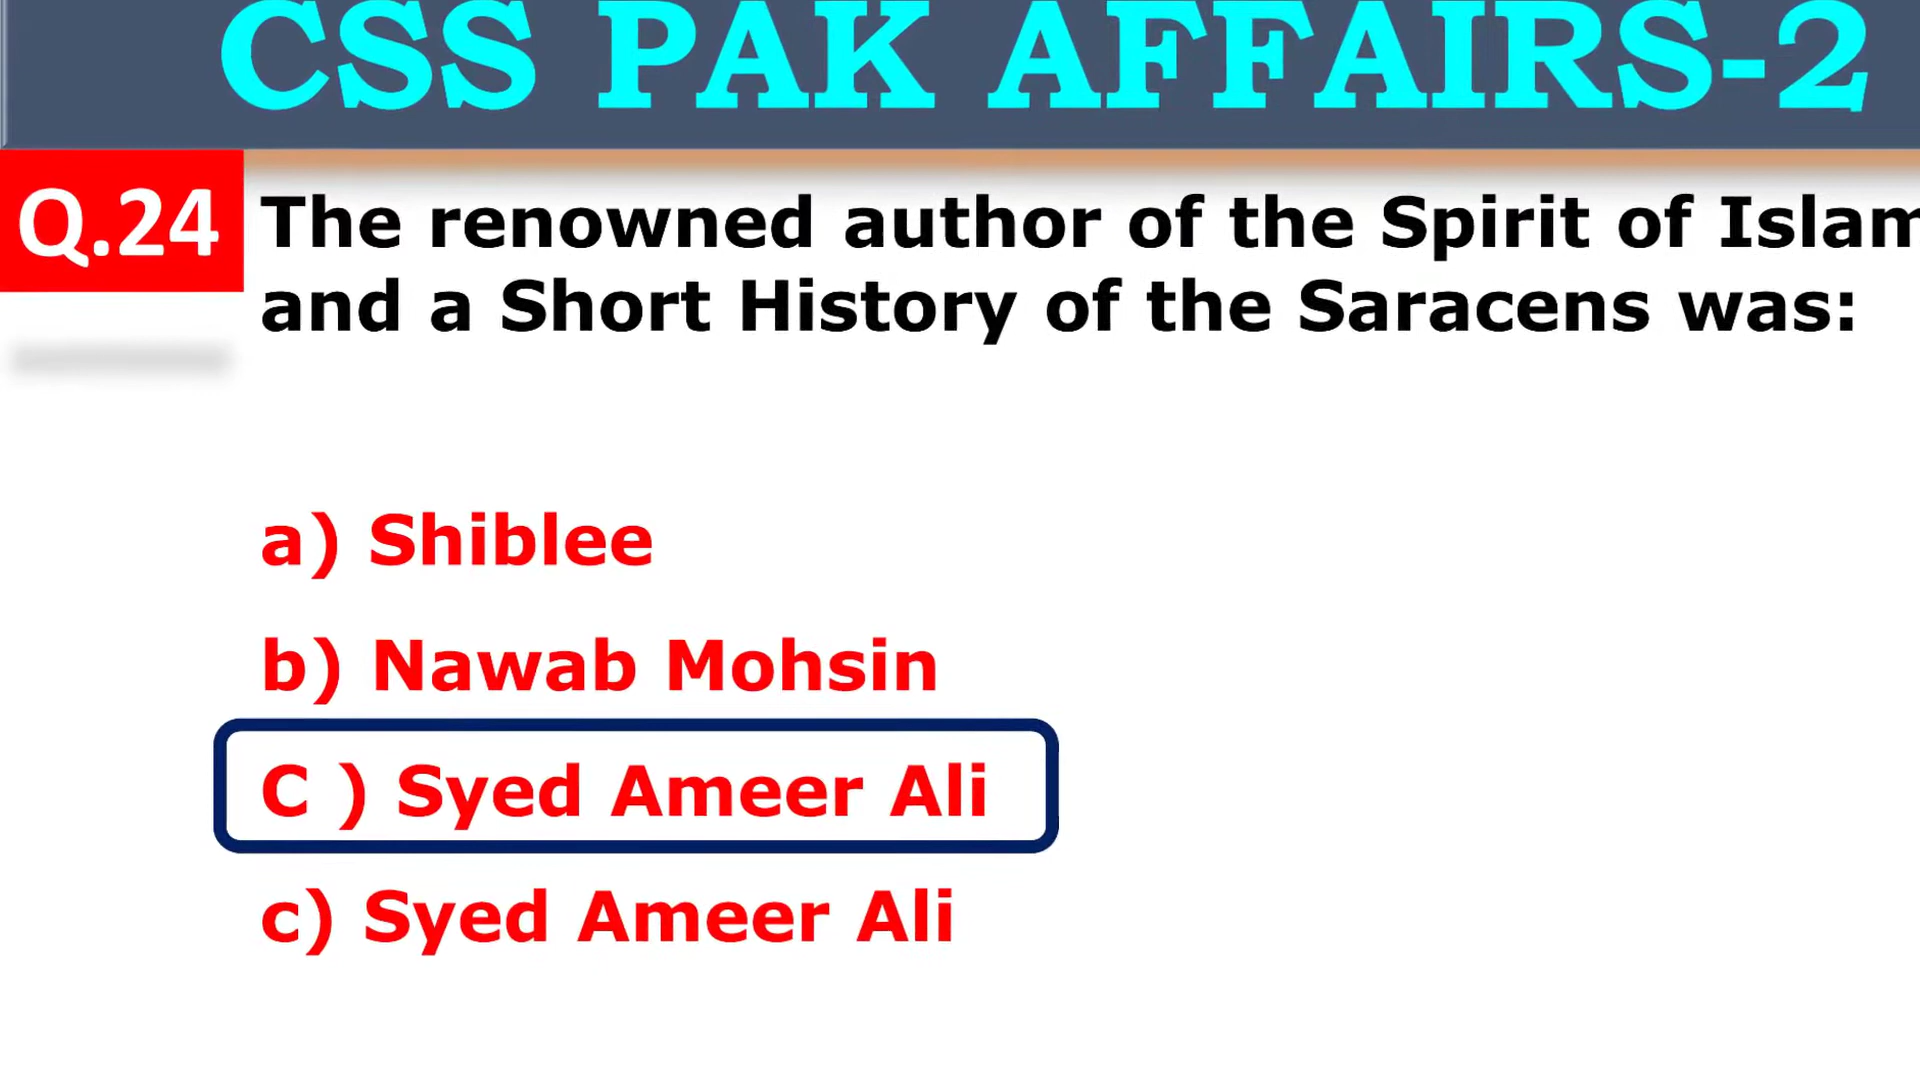 CSS PAK AFFAIRS-2
Q.24 The renowned author of the Spirit of Islam
and a Short History of the Saracens was:
a) Shiblee
b) Nawab Mohsin
C ) Syed Ameer Ali
c) Syed Ameer Ali